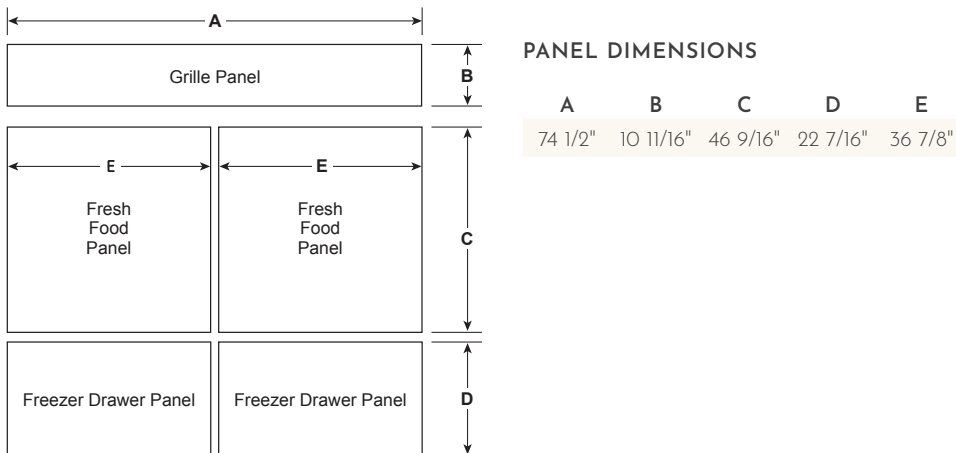 A
Grille Panel
B
PANEL DIMENSIONS
A B C D E
74 1/2" 10 11/16" 46 9/16" 22 7/16" 36 7/8"
E E
Fresh Fresh
Food Food
Panel Panel
C
Freezer Drawer Panel Freezer Drawer Panel
D